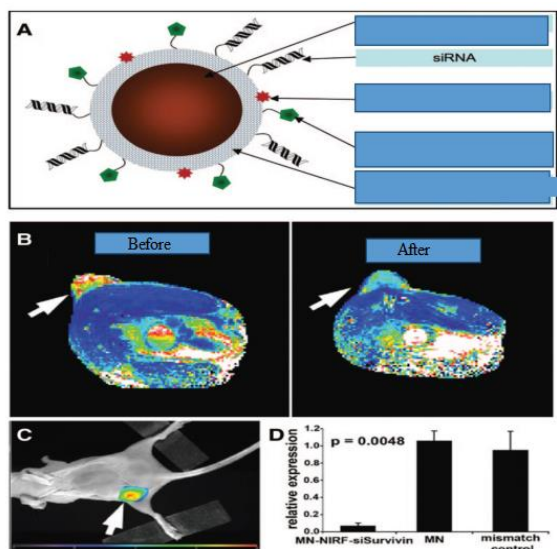 A
siRNA
B
Before
After
C
D
p = 0.0048
relative expression
1.2
1.0
0.8
0.6
0.4
0.2
0.0
MN-NIRF-siSurvivin
MN
mismatch
control